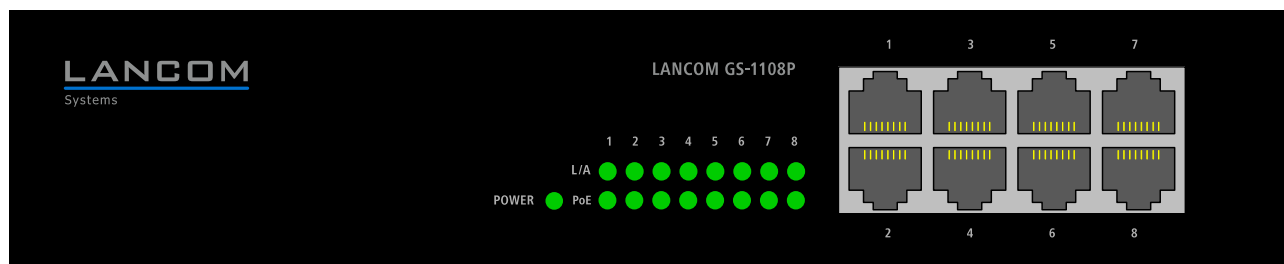 LANCOM
Systems
LANCOM GS-1108P
1 3 5 7
1 2 3 4 5 6 7 8
L/A
POWER PoE
2 4 6 8